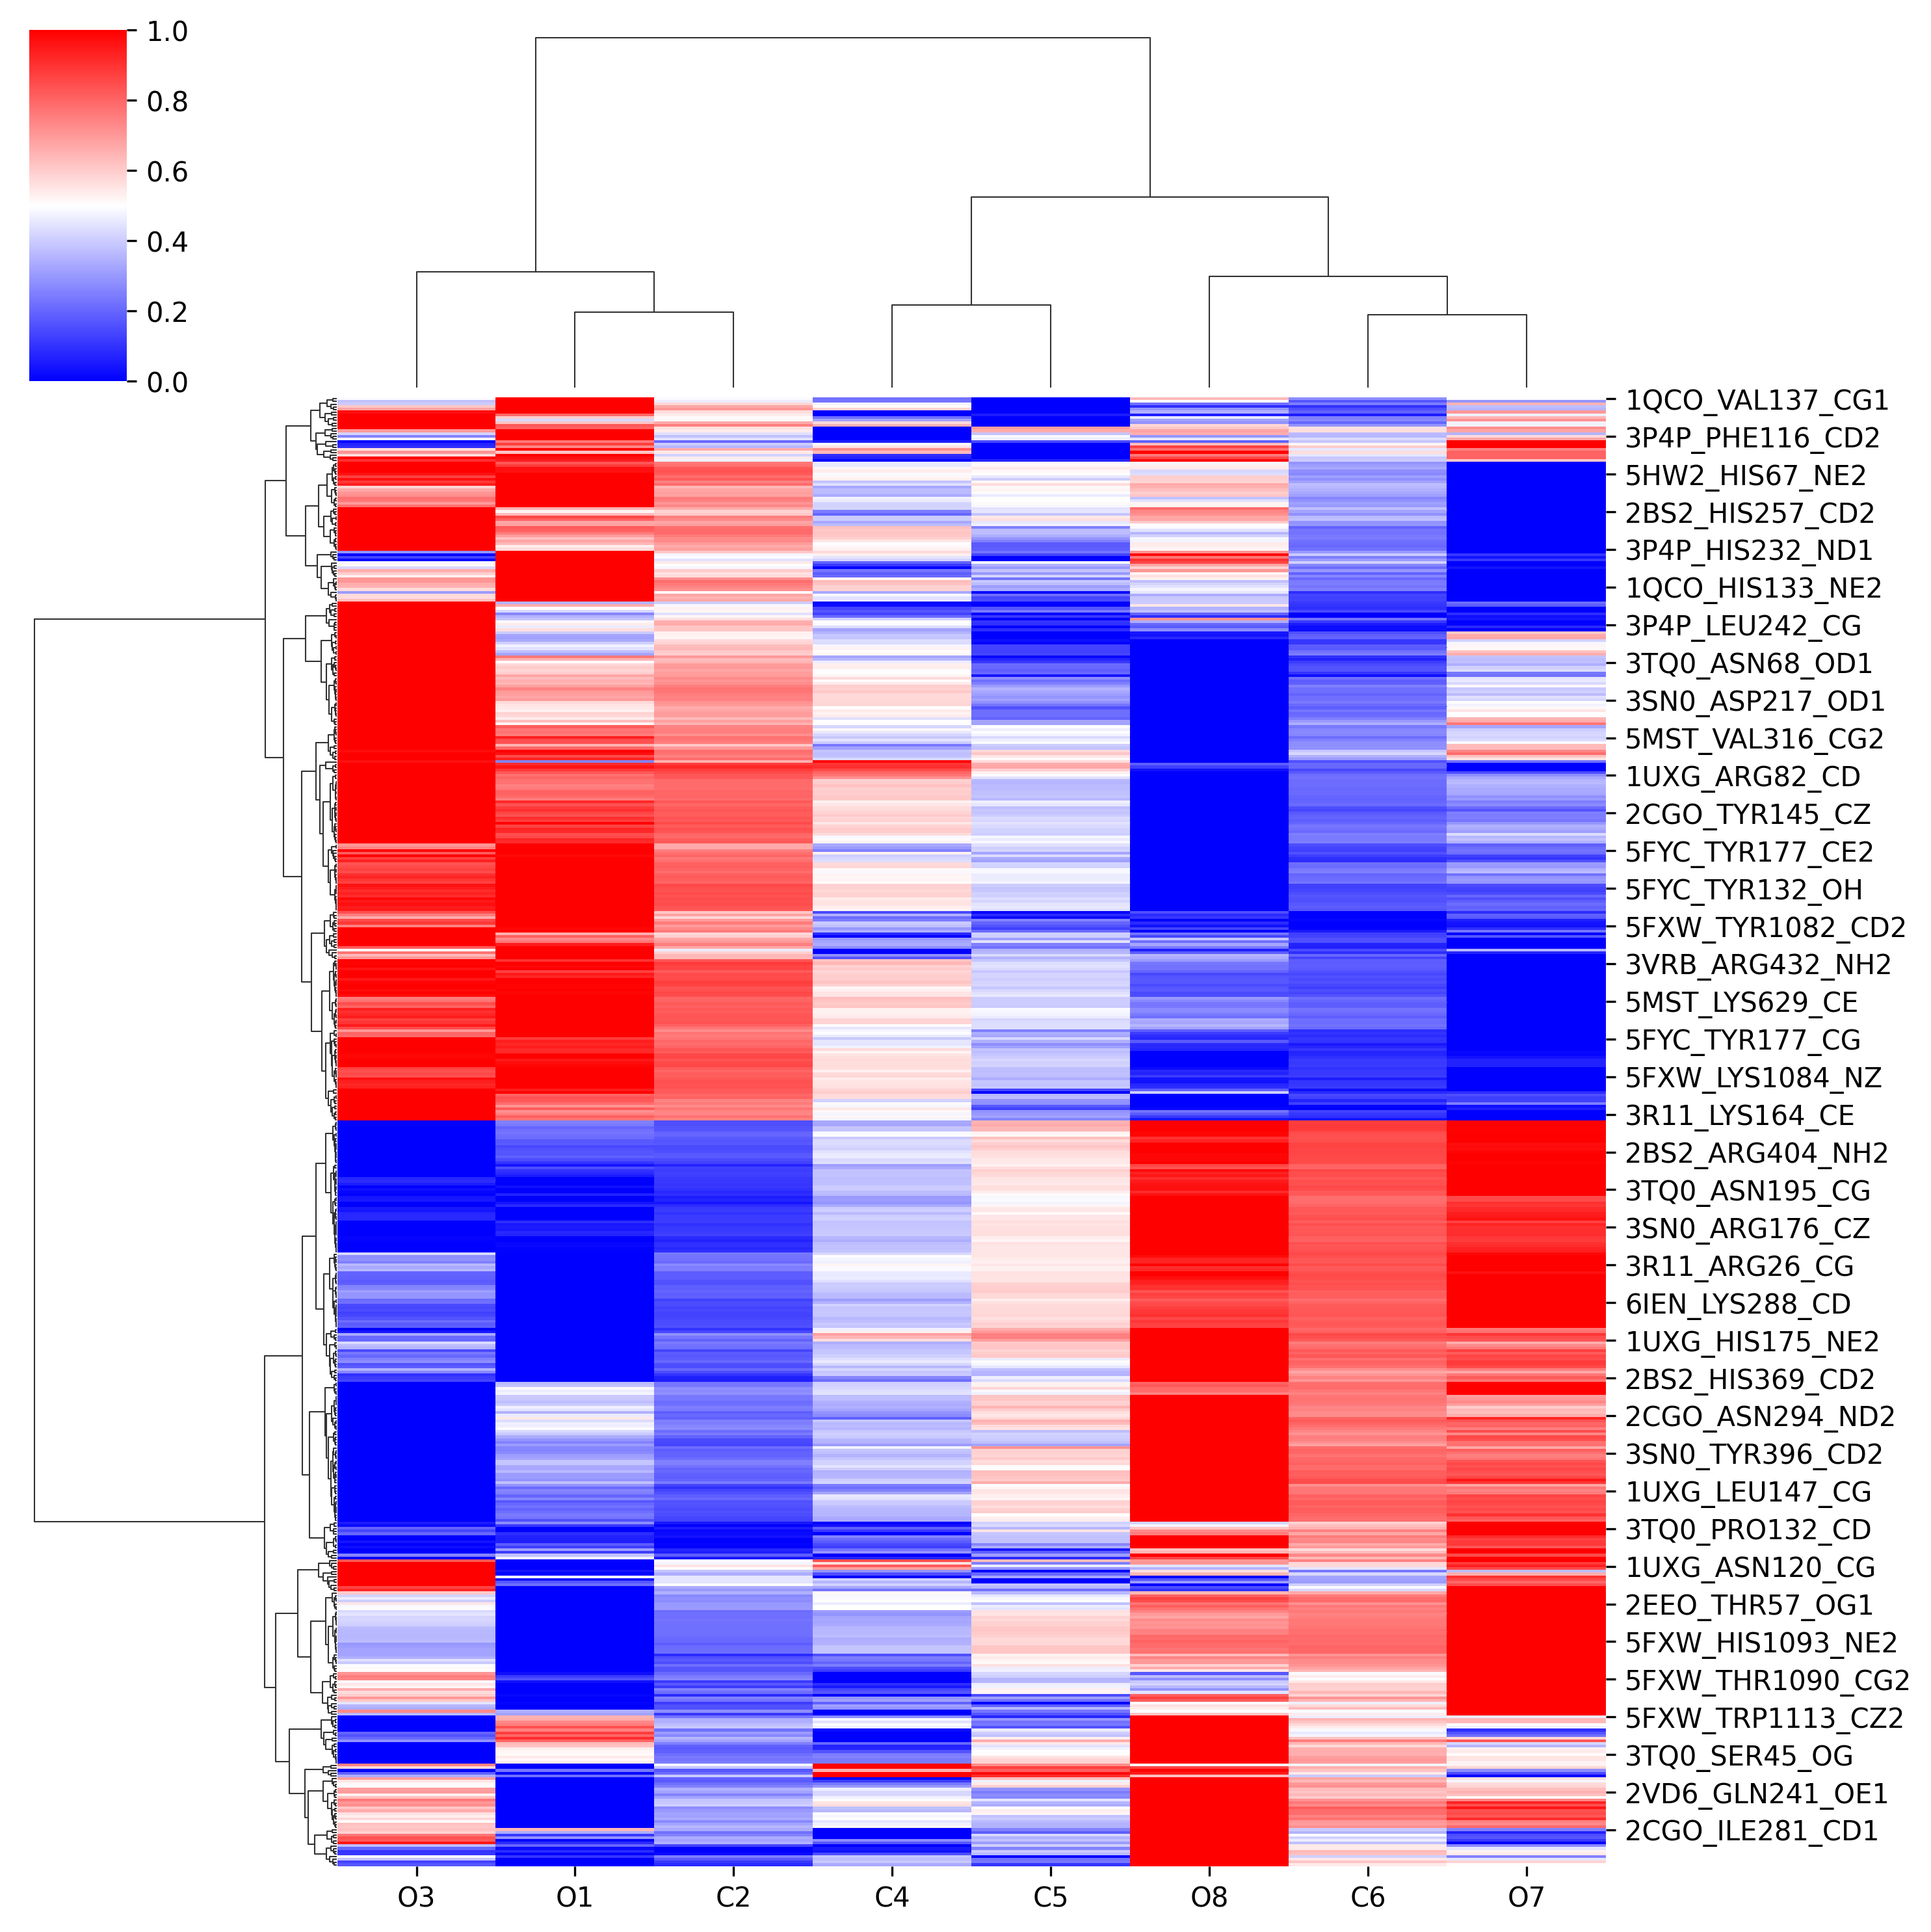 1.0
0.8
0.6
0.4
0.2
0.0
1QCO_VAL137_CG1
3P4P_PHE116_CD2
5HW2_HIS67_NE2
2BS2_HIS257_CD2
3P4P_HIS232_ND1
1QCO_HIS133_NE2
3P4P_LEU242_CG
3TQ0_ASN68_OD1
3SN0_ASP217_OD1
5MST_VAL316_CG2
1UXG_ARG82_CD
2CGO_TYR145_CZ
5FYC_TYR177_CE2
5FYC_TYR132_OH
5FXW_TYR1082_CD2
3VRB_ARG432_NH2
5MST_LYS629_CE
5FYC_TYR177_CG
5FXW_LYS1084_NZ
3R11_LYS164_CE
2BS2_ARG404_NH2
3TQ0_ASN195_CG
3SN0_ARG176_CZ
3R11_ARG26_CG
6IEN_LYS288_CD
1UXG_HIS175_NE2
2BS2_HIS369_CD2
2CGO_ASN294_ND2
3SN0_TYR396_CD2
1UXG_LEU147_CG
3TQ0_PRO132_CD
1UXG_ASN120_CG
2EEO_THR57_OG1
5FXW_HIS1093_NE2
5FXW_THR1090_CG2
5FXW_TRP1113_CZ2
3TQ0_SER45_OG
2VD6_GLN241_OE1
2CGO_ILE281_CD1
O3 O1 C2 C4 C5 O8 C6 O7